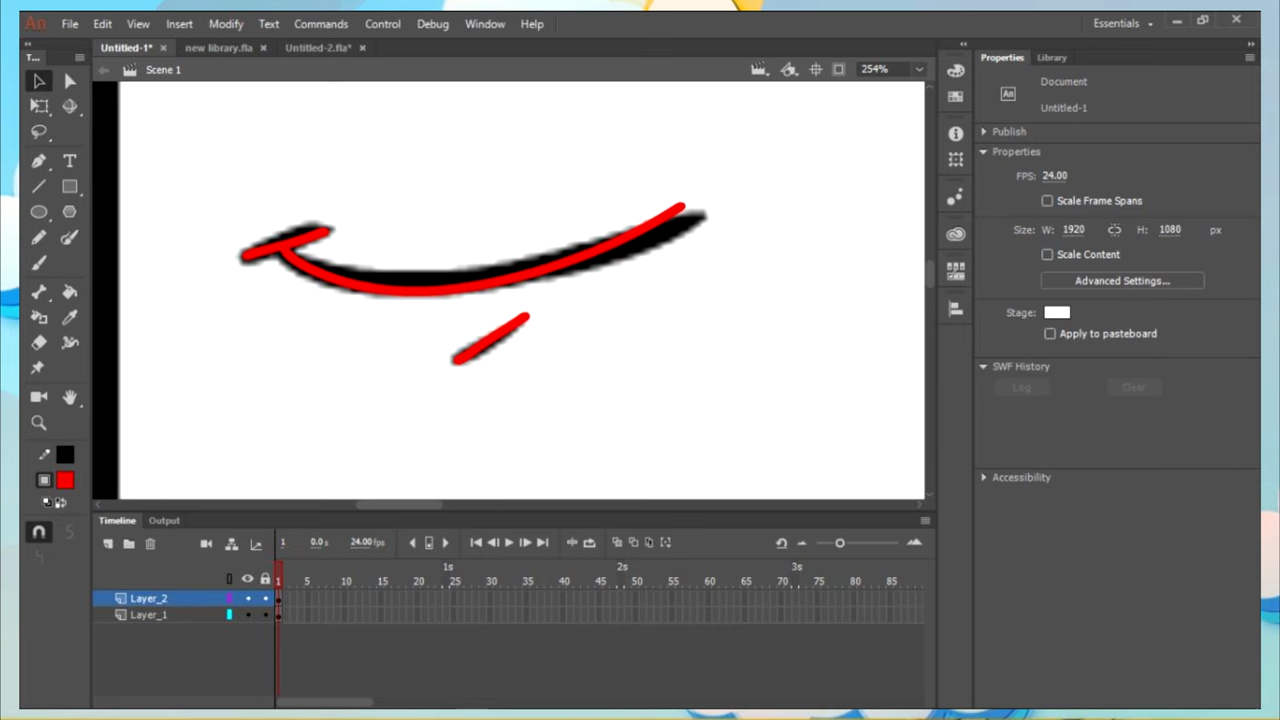 An File Edit View Insert Modify Text Commands Control Debug Window Help Essentials
Untitled-1* new library.fla Untitled-2.fla*
T... Properties Library
Scene 1 254%
Document
An
Untitled-1
Publish
Properties
FPS: 24.00
Scale Frame Spans
Size: W: 1920 H: 1080 px
Scale Content
Advanced Settings...
Stage:
Apply to pasteboard
SWF History
Log Clear
Accessibility
Timeline Output
1 0.0s 24.00fps
1s 2s 3s
1 5 10 15 20 25 30 35 40 45 50 55 60 65 70 75 80 85
Layer_2
Layer_1